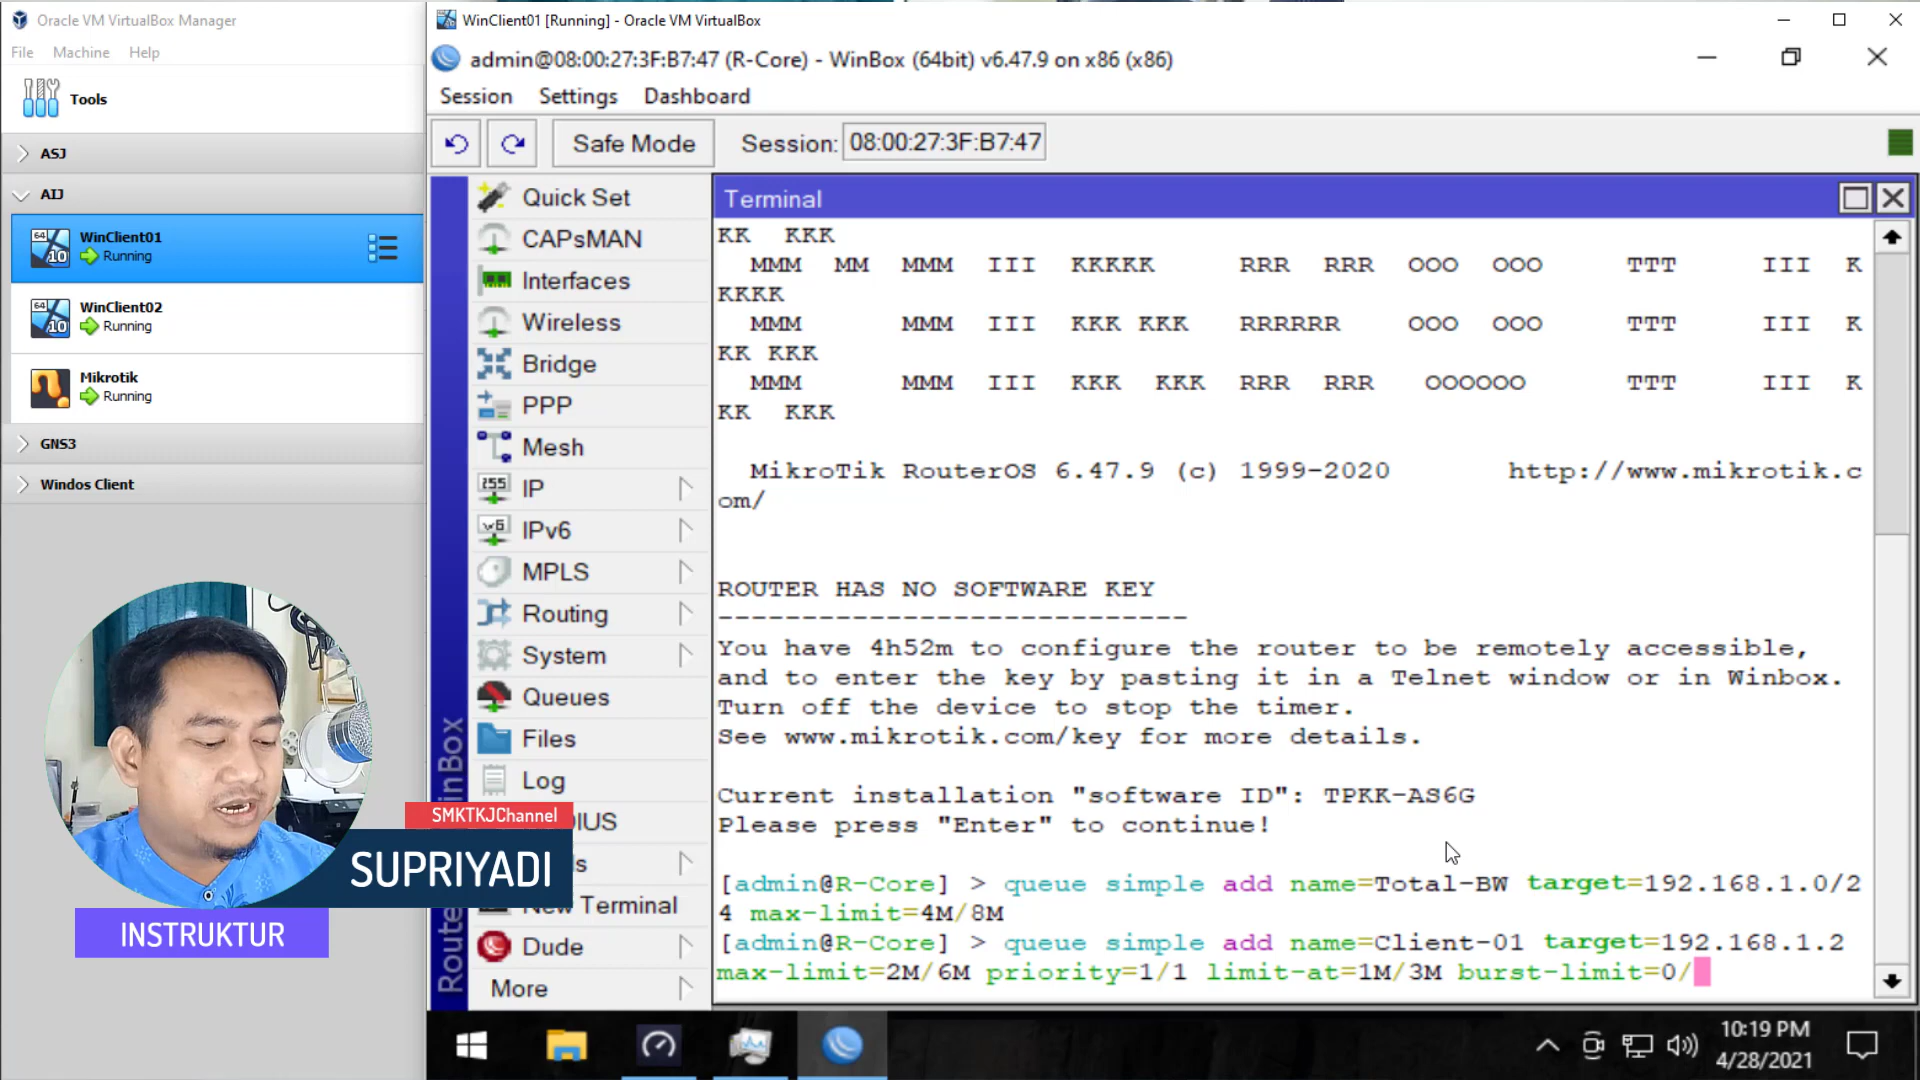 Oracle VM VirtualBox Manager
File Machine Help
Tools
ASJ
AIJ
WinClient01
Running
WinClient02
Running
Mikrotik
Running
GNS3
Windos Client
SMKTKJChannel
SUPRIYADI
INSTRUKTUR
WinClient01 [Running] - Oracle VM VirtualBox
admin@08:00:27:3F:B7:47 (R-Core) - WinBox (64bit) v6.47.9 on x86 (x86)
Session Settings Dashboard
Safe Mode Session: 08:00:27:3F:B7:47
Quick Set
CAPsMAN
Interfaces
Wireless
Bridge
PPP
Mesh
IP
IPv6
MPLS
Routing
System
Queues
Files
Log
DIUS
ls
New Terminal
Dude
More
Terminal
KK   KKK
  MMM  MM  MMM  III  KKKKK     RRR  RRR  OOO  OOO     TTT     III  K
KKKK
  MMM      MMM  III  KKK KKK   RRRRRR    OOO  OOO     TTT     III  K
KK KKK
  MMM      MMM  III  KKK  KKK  RRR  RRR   OOOOOO      TTT     III  K
KK  KKK
MikroTik RouterOS 6.47.9 (c) 1999-2020       http://www.mikrotik.c
om/
ROUTER HAS NO SOFTWARE KEY
----------------------------
You have 4h52m to configure the router to be remotely accessible,
and to enter the key by pasting it in a Telnet window or in Winbox.
Turn off the device to stop the timer.
See www.mikrotik.com/key for more details.
Current installation "software ID": TPKK-AS6G
Please press "Enter" to continue!
[admin@R-Core] > queue simple add name=Total-BW target=192.168.1.0/2
4 max-limit=4M/8M
[admin@R-Core] > queue simple add name=Client-01 target=192.168.1.2
max-limit=2M/6M priority=1/1 limit-at=1M/3M burst-limit=0/
10:19 PM
4/28/2021